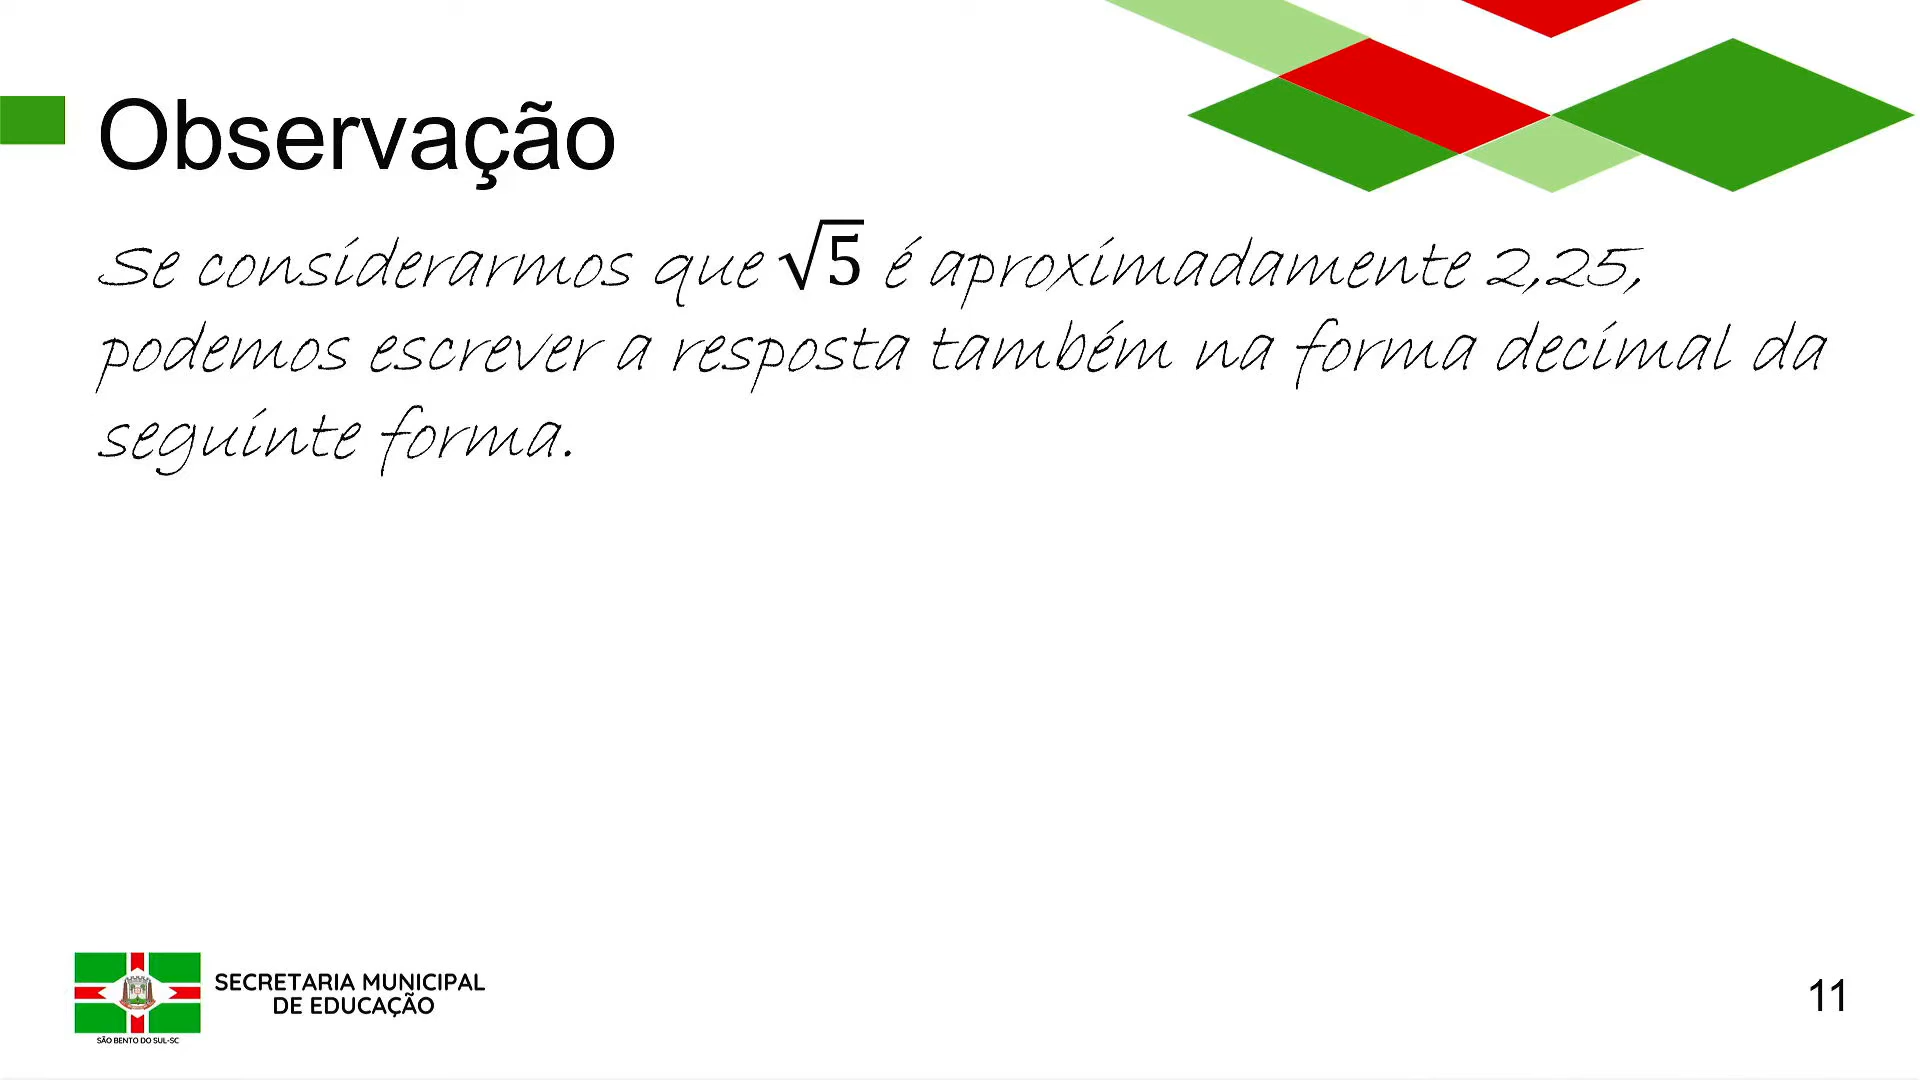 Observação
Se considerarmos que √5 é aproximadamente 2,25,
podemos escrever a resposta também na forma decimal da
seguinte forma.
SECRETARIA MUNICIPAL
DE EDUCAÇÃO
SÃO BENTO DO SUL-SC
11